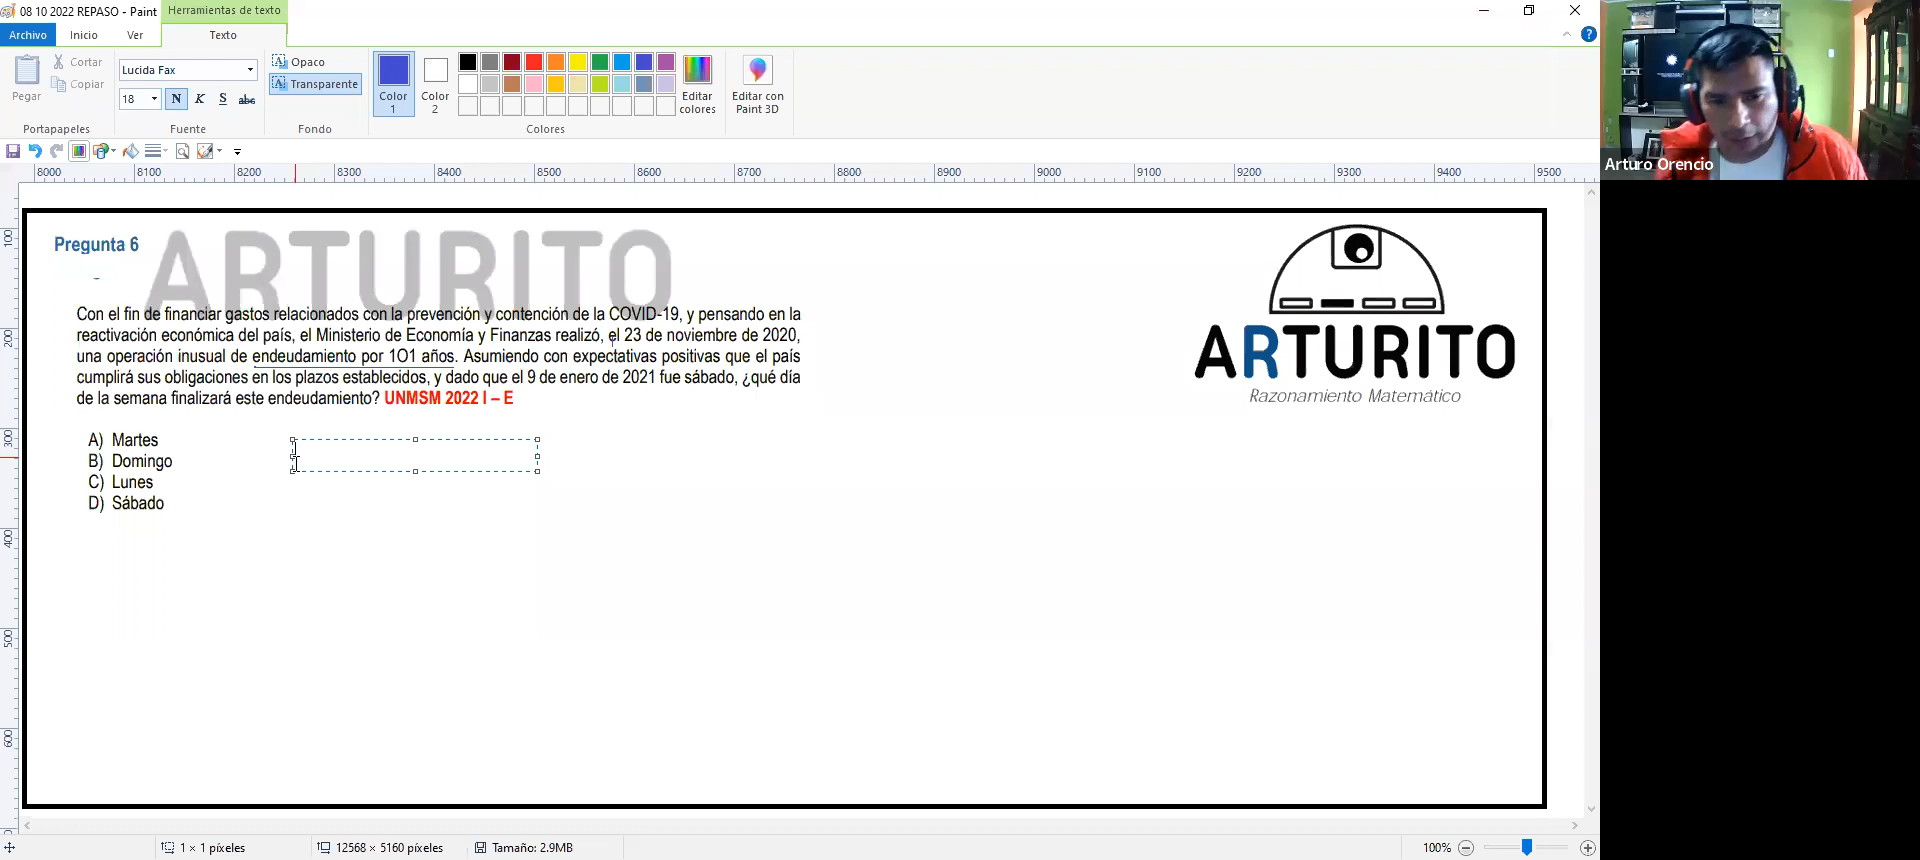 08 10 2022 REPASO - Paint
Herramientas de texto
Archivo
Inicio
Ver
Texto
Pegar
Cortar
Copiar
Portapapeles
Lucida Fax
18
N K S abc
Fuente
Opaco
Transparente
Fondo
Color 1
Color 2
Editar colores
Colores
Editar con Paint 3D
8000 8100 8200 8300 8400 8500 8600 8700 8800 8900 9000 9100 9200 9300 9400 9500
100
200
300
400
500
600
Arturo Orencio
Pregunta 6
ARTURITO
Con el fin de financiar gastos relacionados con la prevención y contención de la COVID-19, y pensando en la
reactivación económica del país, el Ministerio de Economía y Finanzas realizó, el 23 de noviembre de 2020,
una operación inusual de endeudamiento por 1O1 años. Asumiendo con expectativas positivas que el país
cumplirá sus obligaciones en los plazos establecidos, y dado que el 9 de enero de 2021 fue sábado, ¿qué día
de la semana finalizará este endeudamiento? UNMSM 2022 I – E
A) Martes
B) Domingo
C) Lunes
D) Sábado
ARTURITO
Razonamiento Matemático
1 × 1 píxeles
12568 × 5160 píxeles
Tamaño: 2.9MB
100%